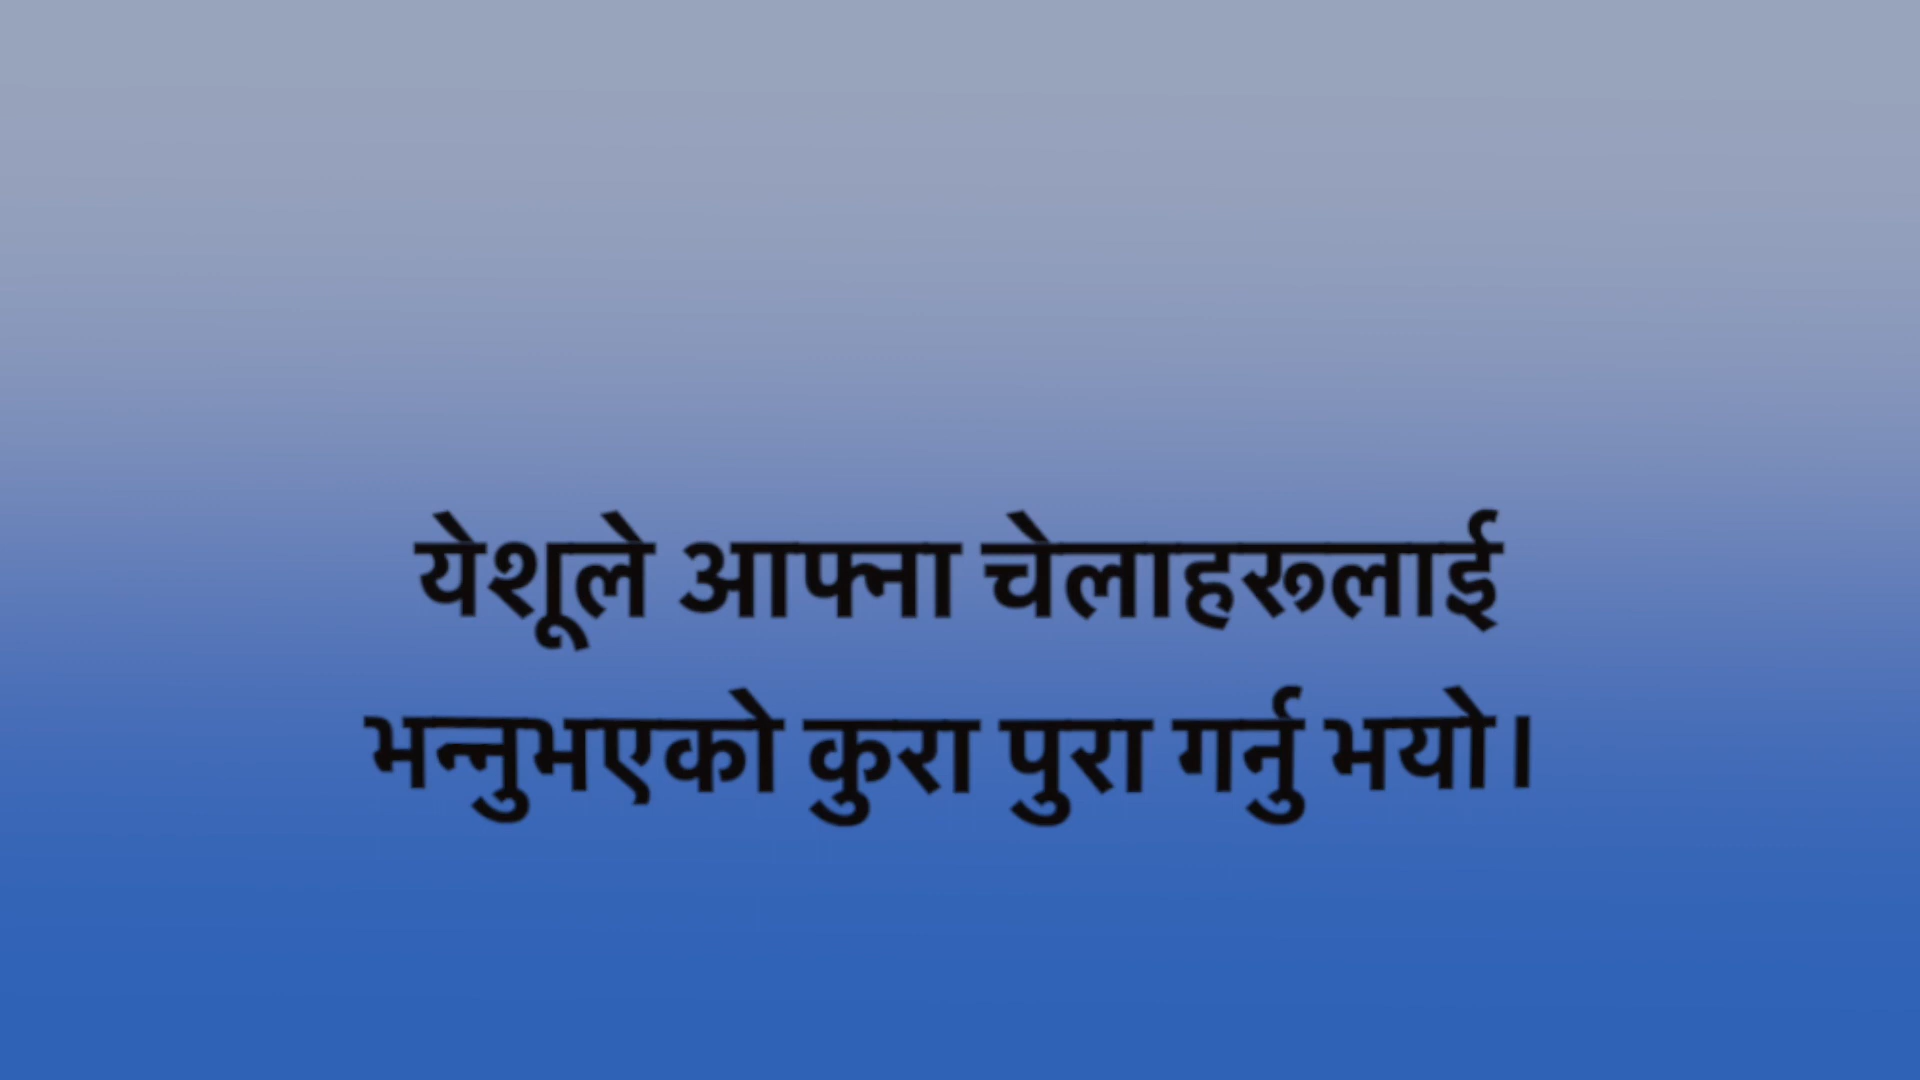 येशूले आफ्ना चेलाहरूलाई
भन्नुभएको कुरा पुरा गर्नु भयो।